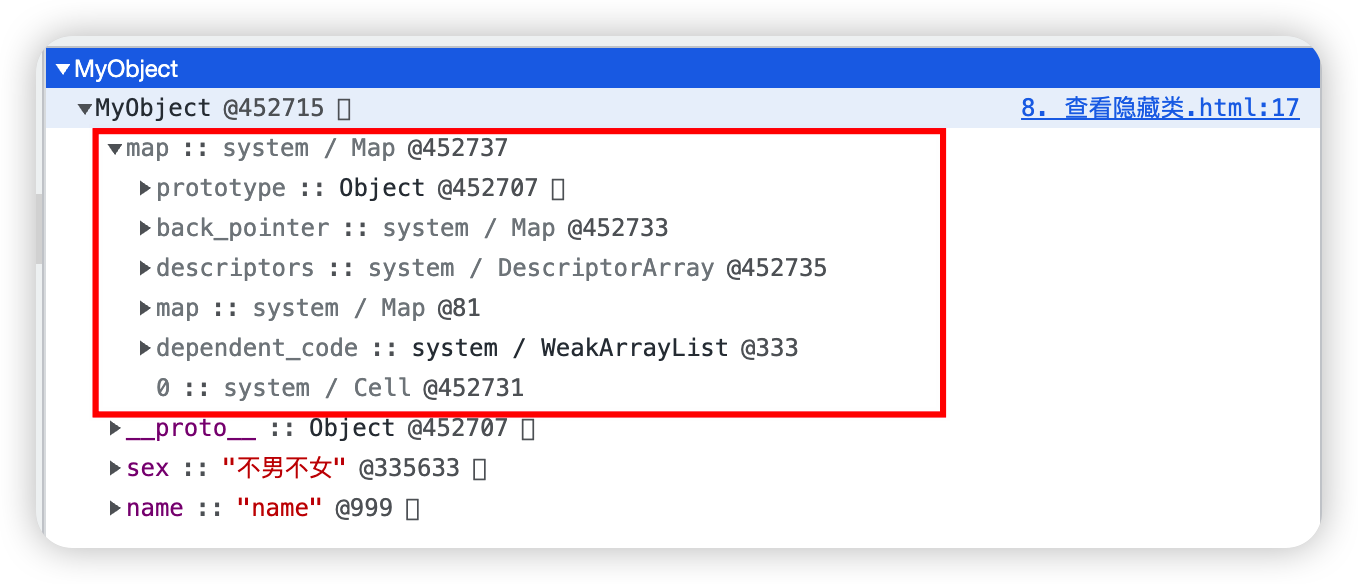 MyObject
MyObject @452715 8. 查看隐藏类.html:17
map :: system / Map @452737
prototype :: Object @452707
back_pointer :: system / Map @452733
descriptors :: system / DescriptorArray @452735
map :: system / Map @81
dependent_code :: system / WeakArrayList @333
0 :: system / Cell @452731
__proto__ :: Object @452707
sex :: "不男不女" @335633
name :: "name" @999